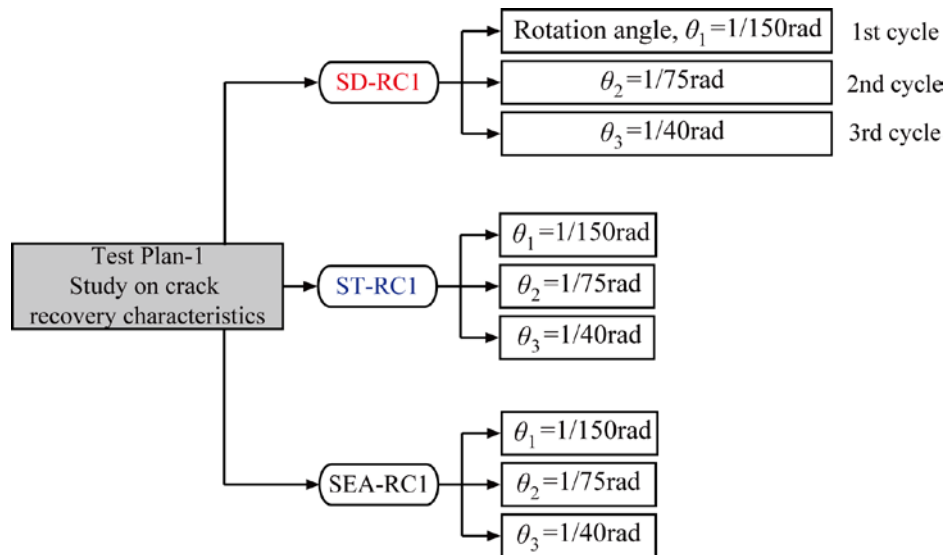 Test Plan-1
Study on crack
recovery characteristics
SD-RC1
Rotation angle, θ₁=1/150rad 1st cycle
θ₂=1/75rad 2nd cycle
θ₃=1/40rad 3rd cycle
ST-RC1
θ₁=1/150rad
θ₂=1/75rad
θ₃=1/40rad
SEA-RC1
θ₁=1/150rad
θ₂=1/75rad
θ₃=1/40rad